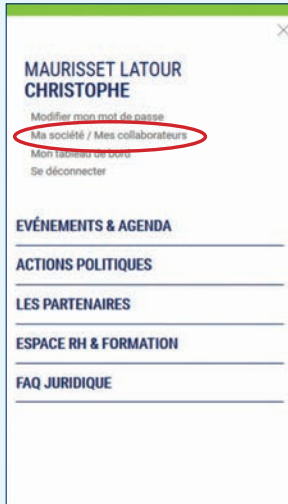 MAURISSET LATOUR
CHRISTOPHE
Modifier mon mot de passe
Ma société / Mes collaborateurs
Mon tableau de bord
Se déconnecter
EVÉNEMENTS & AGENDA
ACTIONS POLITIQUES
LES PARTENAIRES
ESPACE RH & FORMATION
FAQ JURIDIQUE